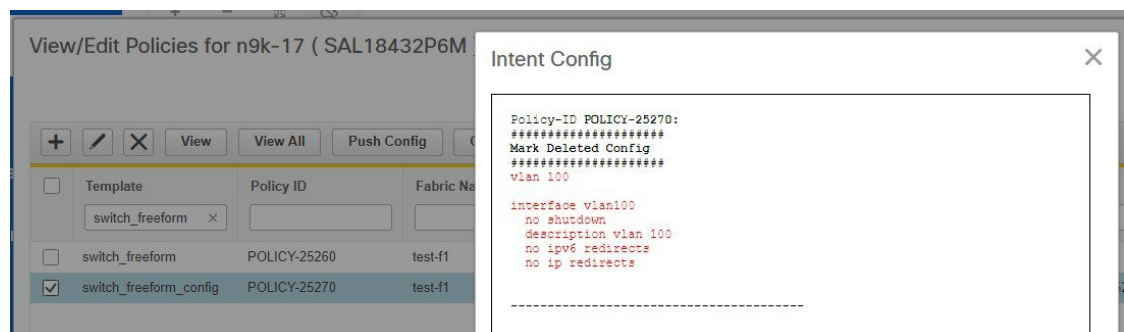 View/Edit Policies for n9k-17 ( SAL18432P6M
Intent Config
Policy-ID POLICY-25270:
######################
Mark Deleted Config
######################
vlan 100
interface vlan100
no shutdown
description vlan 100
no ipv6 redirects
no ip redirects
----------------------------------------
View
View All
Push Config
Template
Policy ID
Fabric Na
switch_freeform ×
switch_freeform POLICY-25260 test-f1
switch_freeform_config POLICY-25270 test-f1